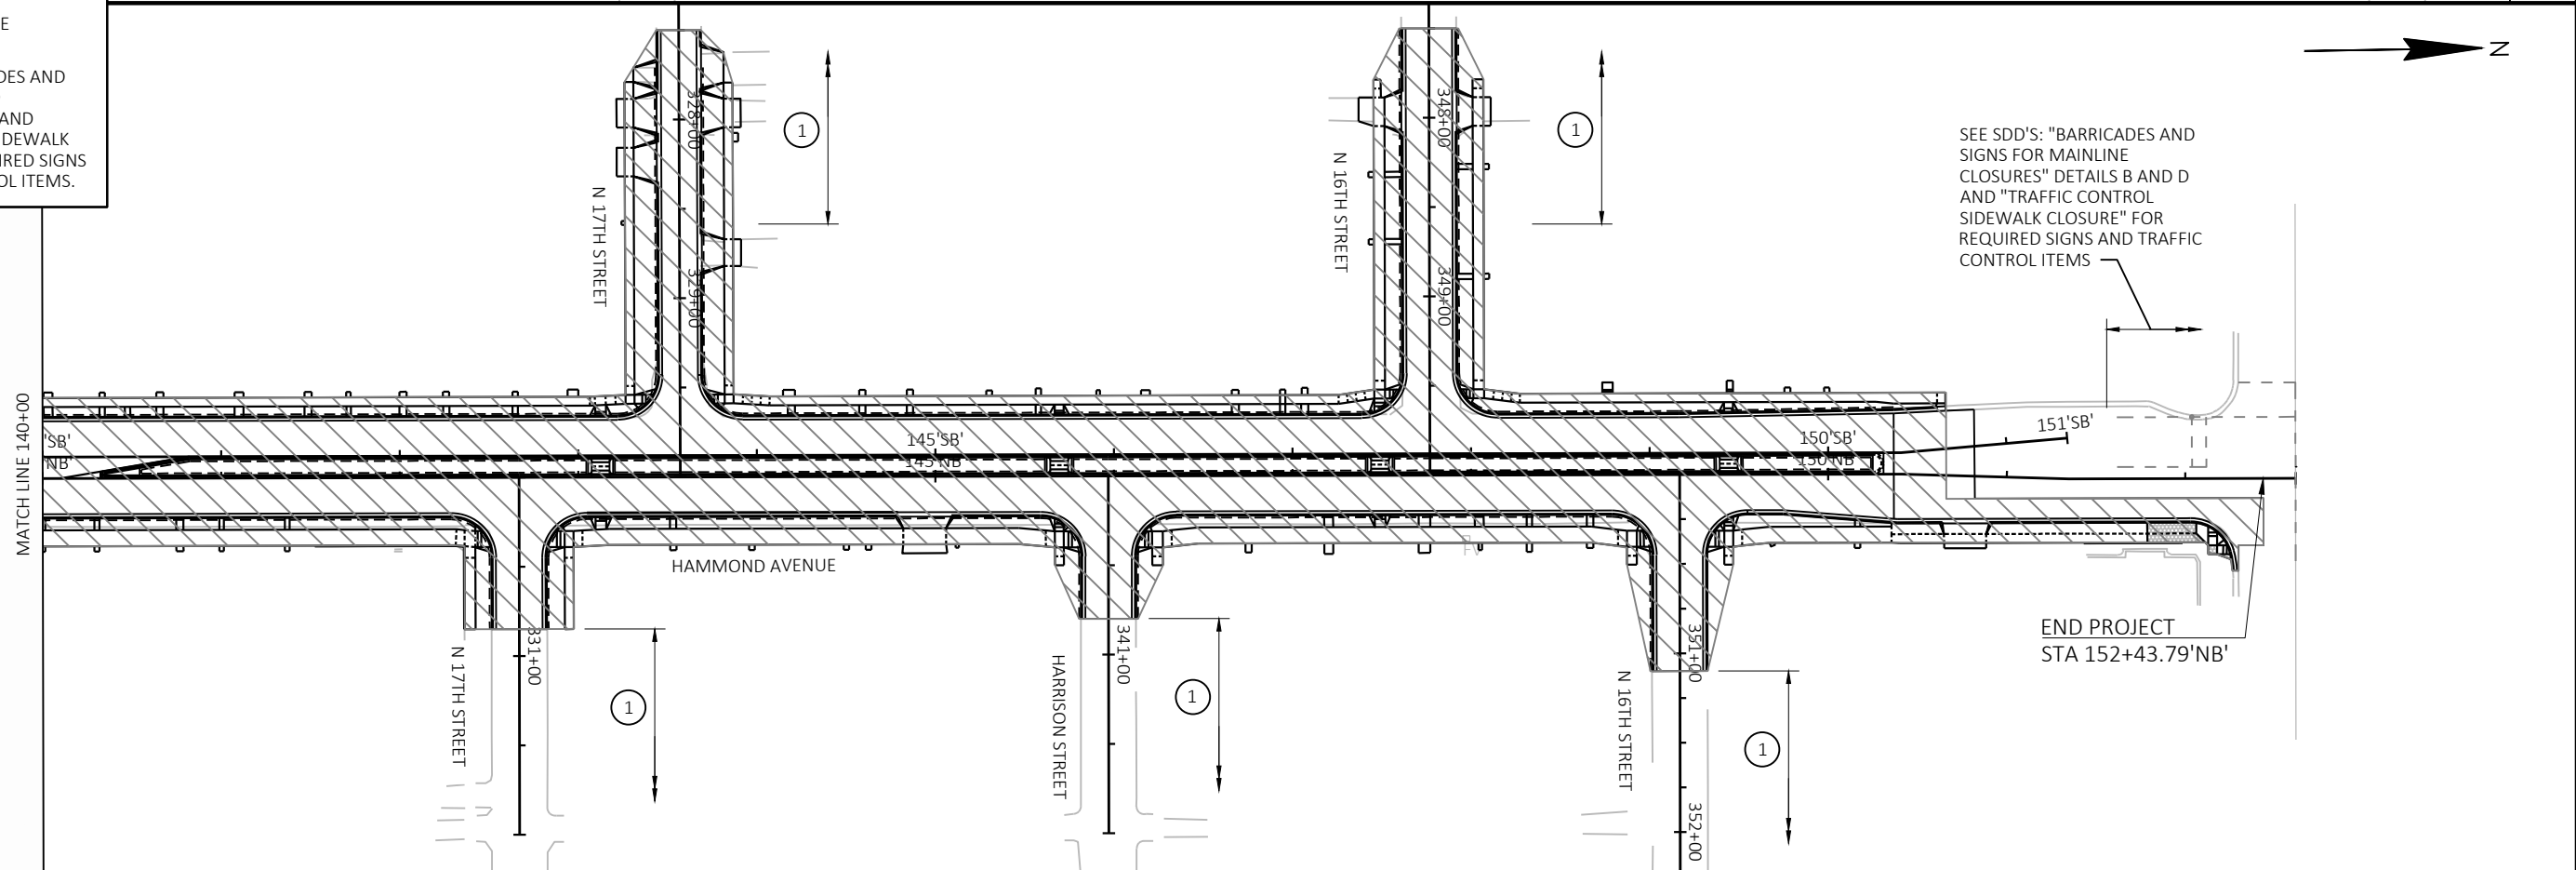 E
DES AND
AND
DEWALK
IRED SIGNS
OL ITEMS.
N
SEE SDD'S: "BARRICADES AND
SIGNS FOR MAINLINE
CLOSURES" DETAILS B AND D
AND "TRAFFIC CONTROL
SIDEWALK CLOSURE" FOR
REQUIRED SIGNS AND TRAFFIC
CONTROL ITEMS
328+00
1
N 17TH STREET
329+00
348+00
1
N 16TH STREET
349+00
MATCH LINE 140+00
'SB'
'NB'
145'SB'
145'NB'
150'SB'
150'NB'
151'SB'
HAMMOND AVENUE
331+00
N 17TH STREET
1
341+00
HARRISON STREET
1
351+00
N 16TH STREET
1
352+00
END PROJECT
STA 152+43.79'NB'